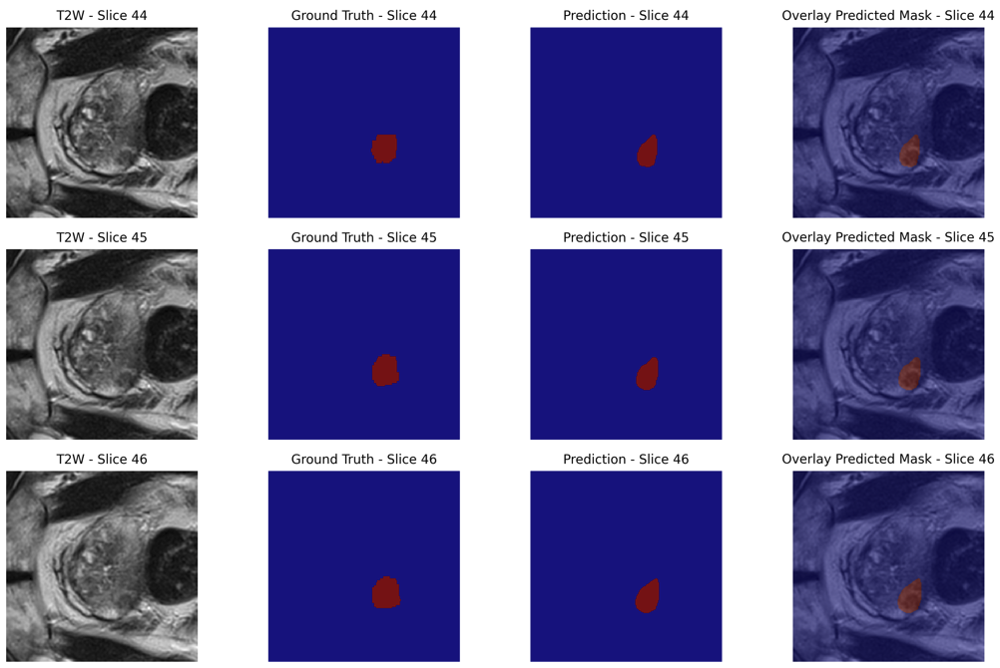 T2W - Slice 44
Ground Truth - Slice 44
Prediction - Slice 44
Overlay Predicted Mask - Slice 44
T2W - Slice 45
Ground Truth - Slice 45
Prediction - Slice 45
Overlay Predicted Mask - Slice 45
T2W - Slice 46
Ground Truth - Slice 46
Prediction - Slice 46
Overlay Predicted Mask - Slice 46